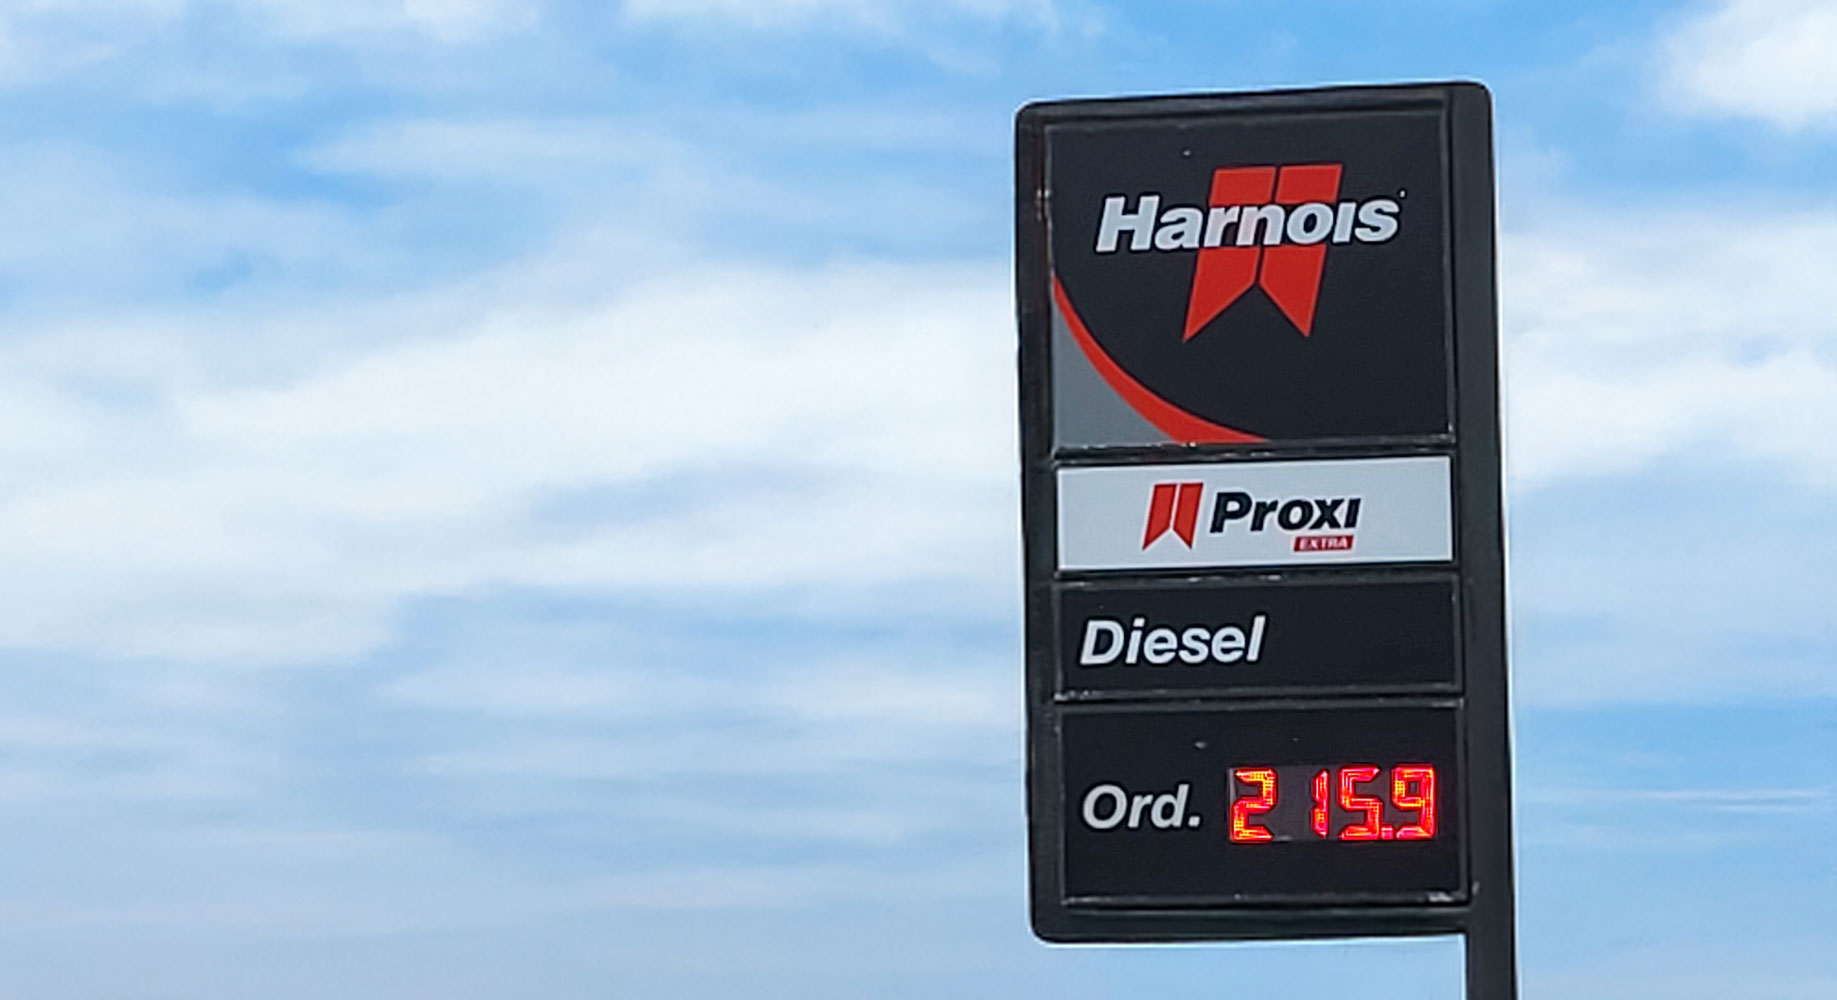 Harnois
Proxi
EXTRA
Diesel
Ord. 215.9